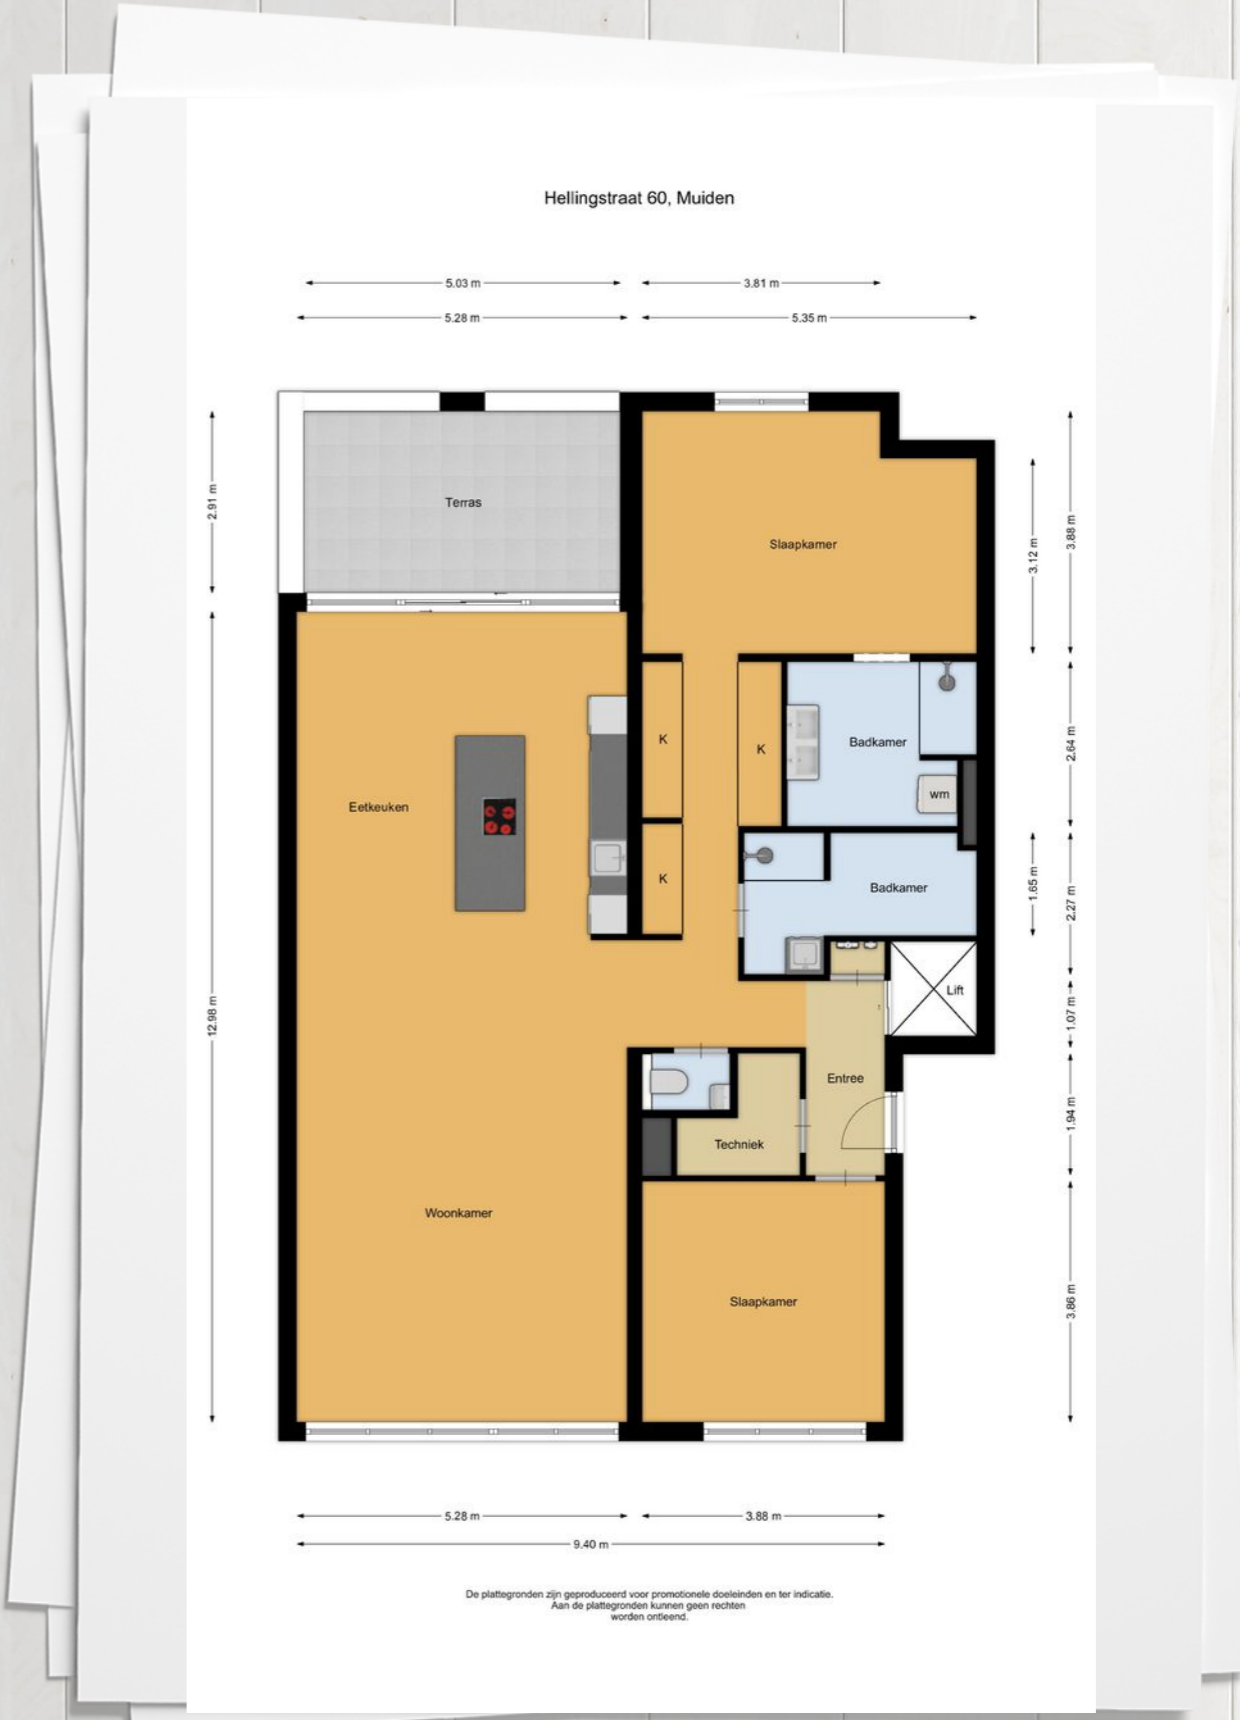 Hellingstraat 60, Muiden
5.03 m
3.81 m
5.28 m
5.35 m
2.91 m
Terras
Slaapkamer
3.12 m
3.88 m
K
K
Badkamer
2.64 m
wm
Eetkeuken
K
Badkamer
1.65 m
2.27 m
12.98 m
Lift
1.07 m
Entree
1.94 m
Techniek
Woonkamer
Slaapkamer
3.86 m
5.28 m
3.88 m
9.40 m
De plattegronden zijn geproduceerd voor promotionele doeleinden en ter indicatie.
Aan de plattegronden kunnen geen rechten
worden ontleend.